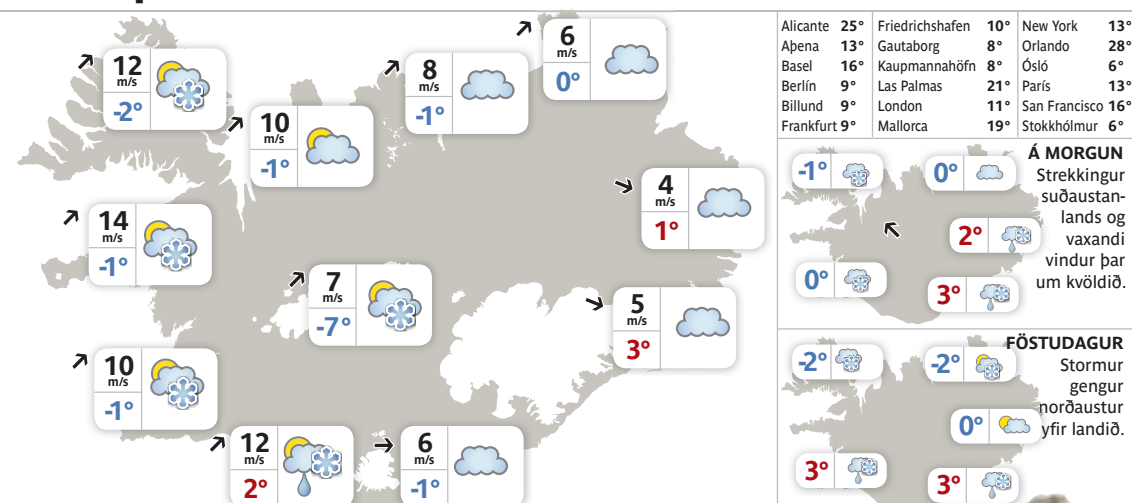 12
m/s
-2°
10
m/s
-1°
8
m/s
-1°
6
m/s
0°
14
m/s
-1°
7
m/s
-7°
4
m/s
1°
5
m/s
3°
10
m/s
-1°
12
m/s
2°
6
m/s
-1°
Alicante 25°
Aþena 13°
Basel 16°
Berlín 9°
Billund 9°
Frankfurt 9°
Friedrichshafen 10°
Gautaborg 8°
Kaupmannahöfn 8°
Las Palmas 21°
London 11°
Mallorca 19°
New York 13°
Orlando 28°
Ósló 6°
París 13°
San Francisco 16°
Stokkhólmur 6°
Á MORGUN
Strekkingur
suðaustan-
lands og
vaxandi
vindur þar
um kvöldið.
-1°
0°
2°
0°
3°
FÖSTUDAGUR
Stormur
gengur
norðaustur
yfir landið.
-2°
-2°
0°
3°
3°